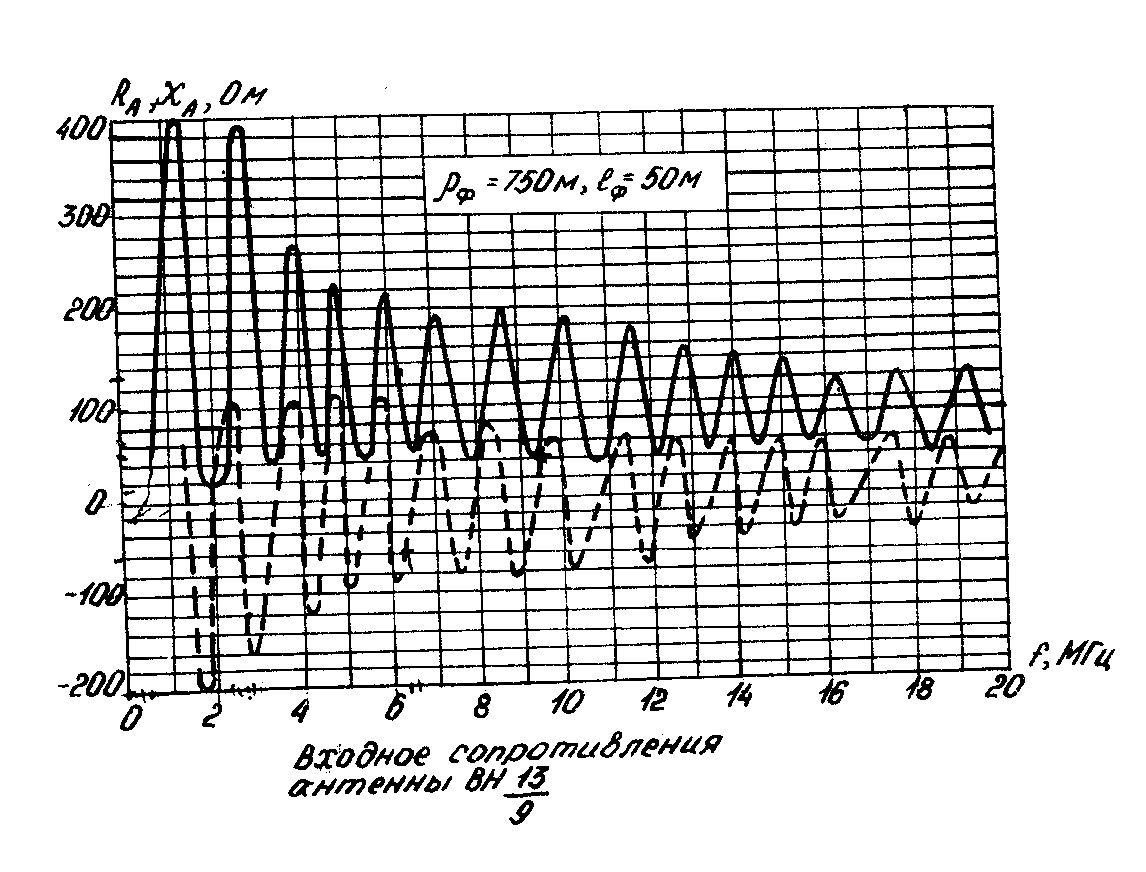 R_A, X_A, Ом
400
ρ_ф = 750м, ℓ_ф = 50м
300
200
100
0
-100
-200
f, МГц
0 2 4 6 8 10 12 14 16 18 20
Входное сопротивления
антенны ВН 13/9